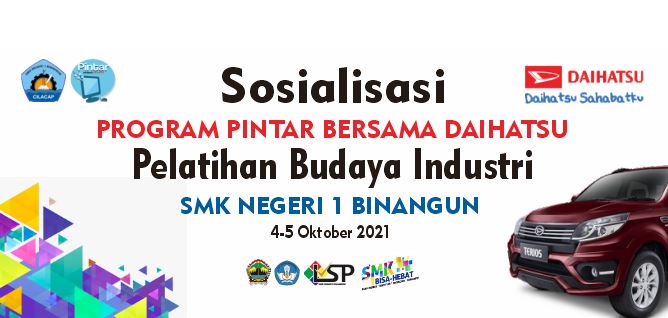 Sosialisasi
PROGRAM PINTAR BERSAMA DAIHATSU
Pelatihan Budaya Industri
SMK NEGERI 1 BINANGUN
4-5 Oktober 2021
CILACAP
Pintar
DAIHATSU
Daihatsu Sahabatku
TERIOS
LSP
SMK
BISA-HEBAT